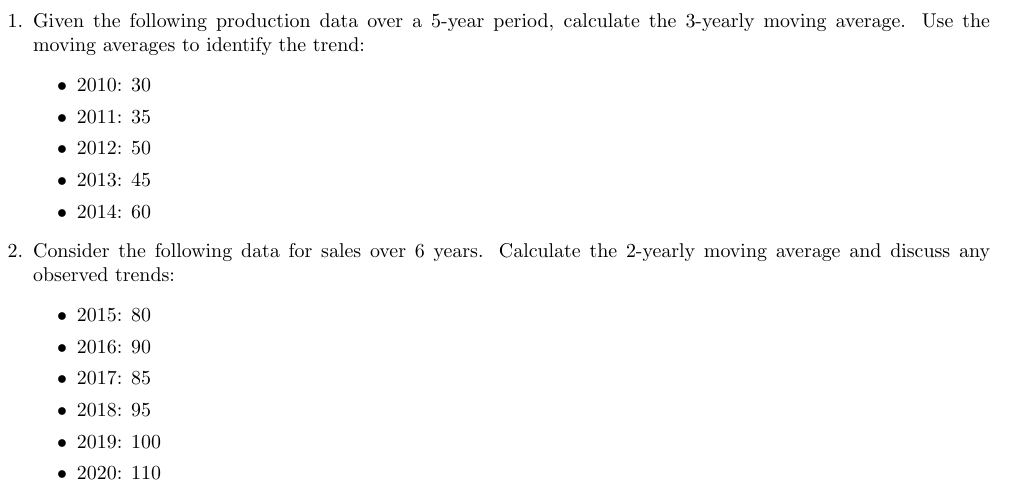 1. Given the following production data over a 5-year period, calculate the 3-yearly moving average. Use the
moving averages to identify the trend:
• 2010: 30
• 2011: 35
• 2012: 50
• 2013: 45
• 2014: 60
2. Consider the following data for sales over 6 years. Calculate the 2-yearly moving average and discuss any
observed trends:
• 2015: 80
• 2016: 90
• 2017: 85
• 2018: 95
• 2019: 100
• 2020: 110